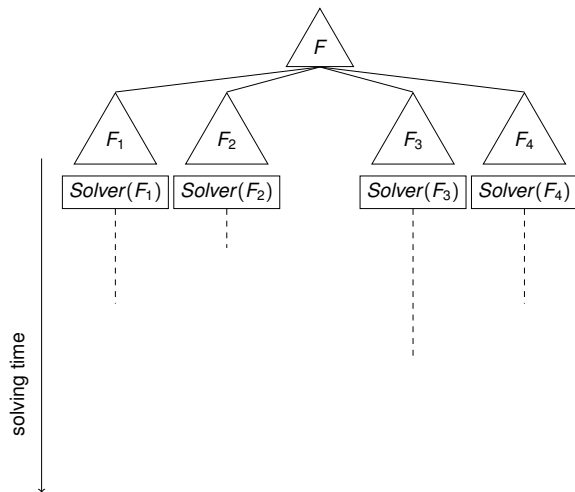 F
F₁
F₂
F₃
F₄
Solver(F₁)
Solver(F₂)
Solver(F₃)
Solver(F₄)
solving time